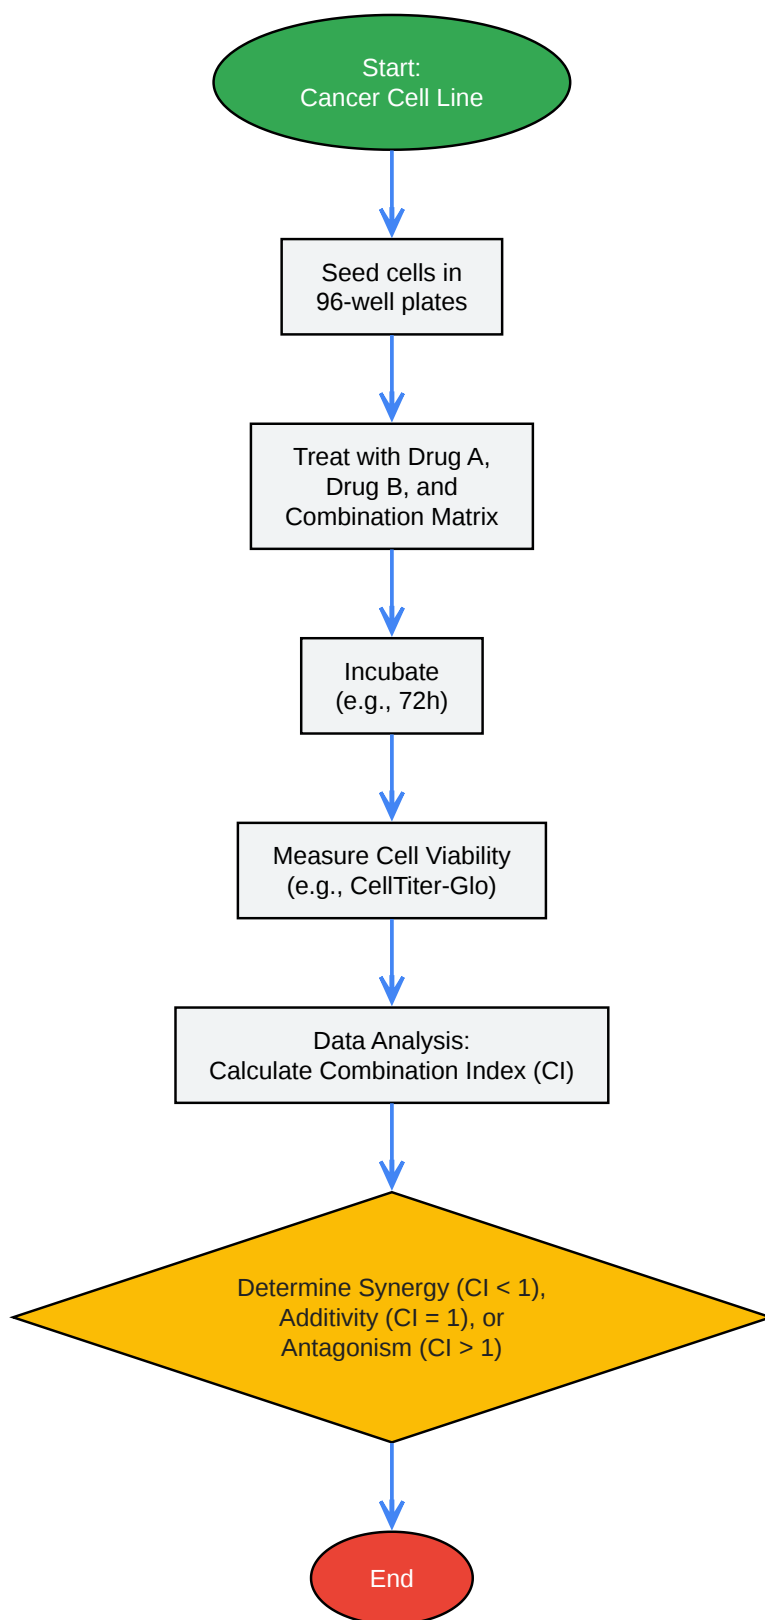 Start:
Cancer Cell Line
Seed cells in
96-well plates
Treat with Drug A,
Drug B, and
Combination Matrix
Incubate
(e.g., 72h)
Measure Cell Viability
(e.g., CellTiter-Glo)
Data Analysis:
Calculate Combination Index (CI)
Determine Synergy (CI < 1),
Additivity (CI = 1), or
Antagonism (CI > 1)
End